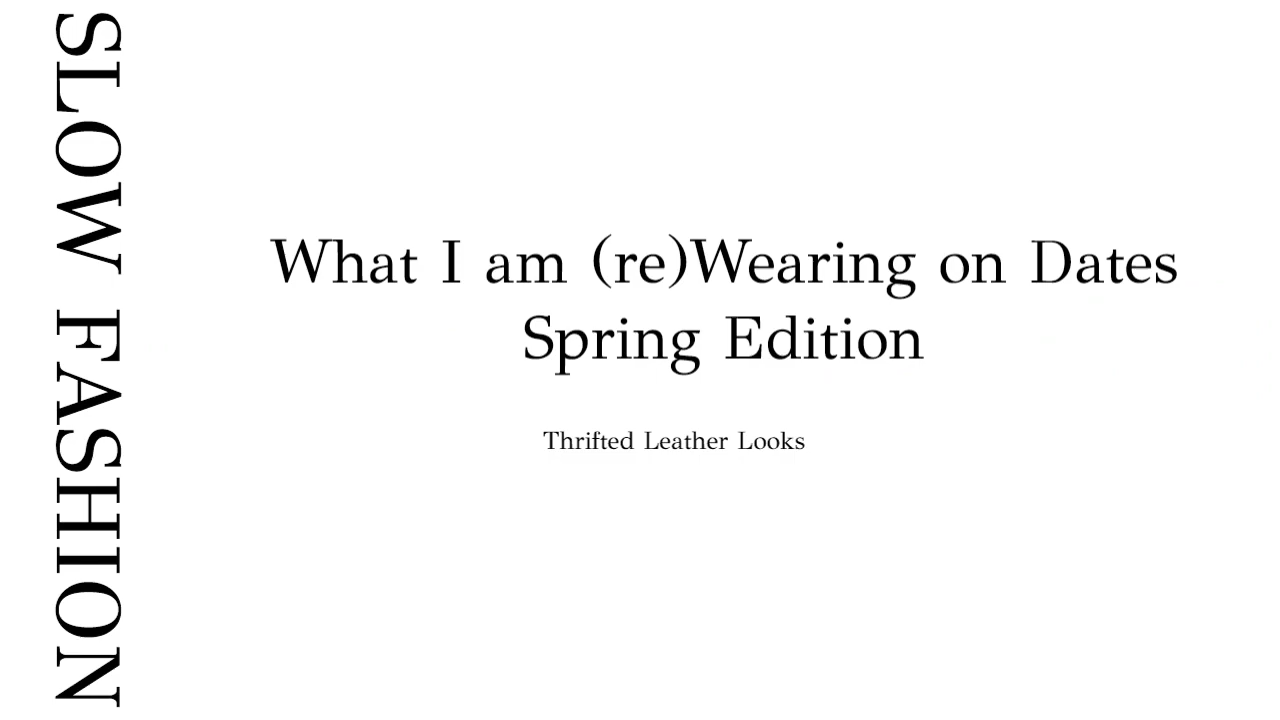 SLOW FASHION
What I am (re)Wearing on Dates
Spring Edition
Thrifted Leather Looks